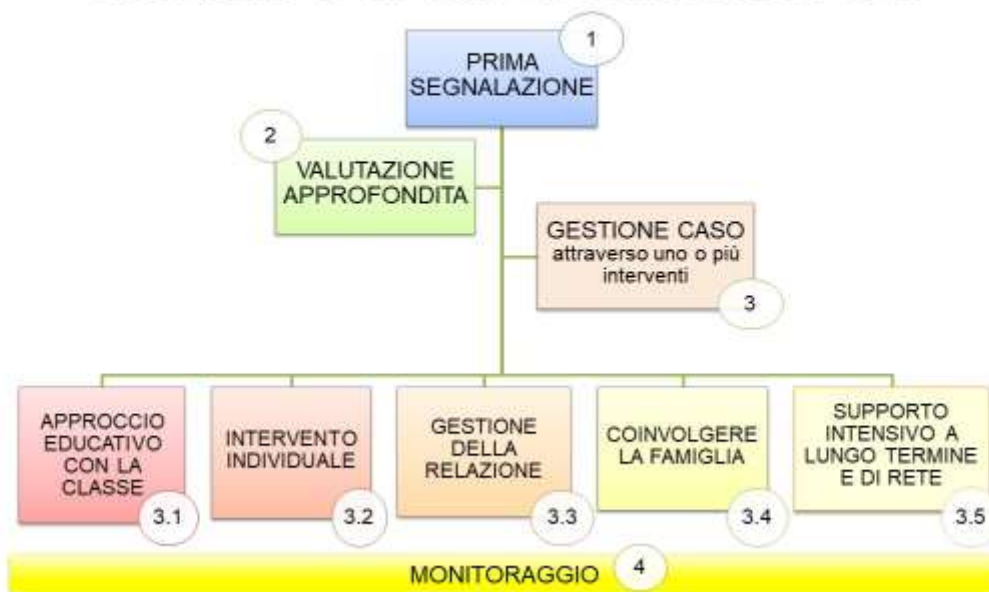 1
PRIMA
SEGNALAZIONE
2
VALUTAZIONE
APPROFONDITA
GESTIONE CASO
attraverso uno o più
interventi
3
APPROCCIO
EDUCATIVO
CON LA
CLASSE
3.1
INTERVENTO
INDIVIDUALE
3.2
GESTIONE
DELLA
RELAZIONE
3.3
COINVOLGERE
LA FAMIGLIA
3.4
SUPPORTO
INTENSIVO A
LUNGO TERMINE
E DI RETE
3.5
MONITORAGGIO 4